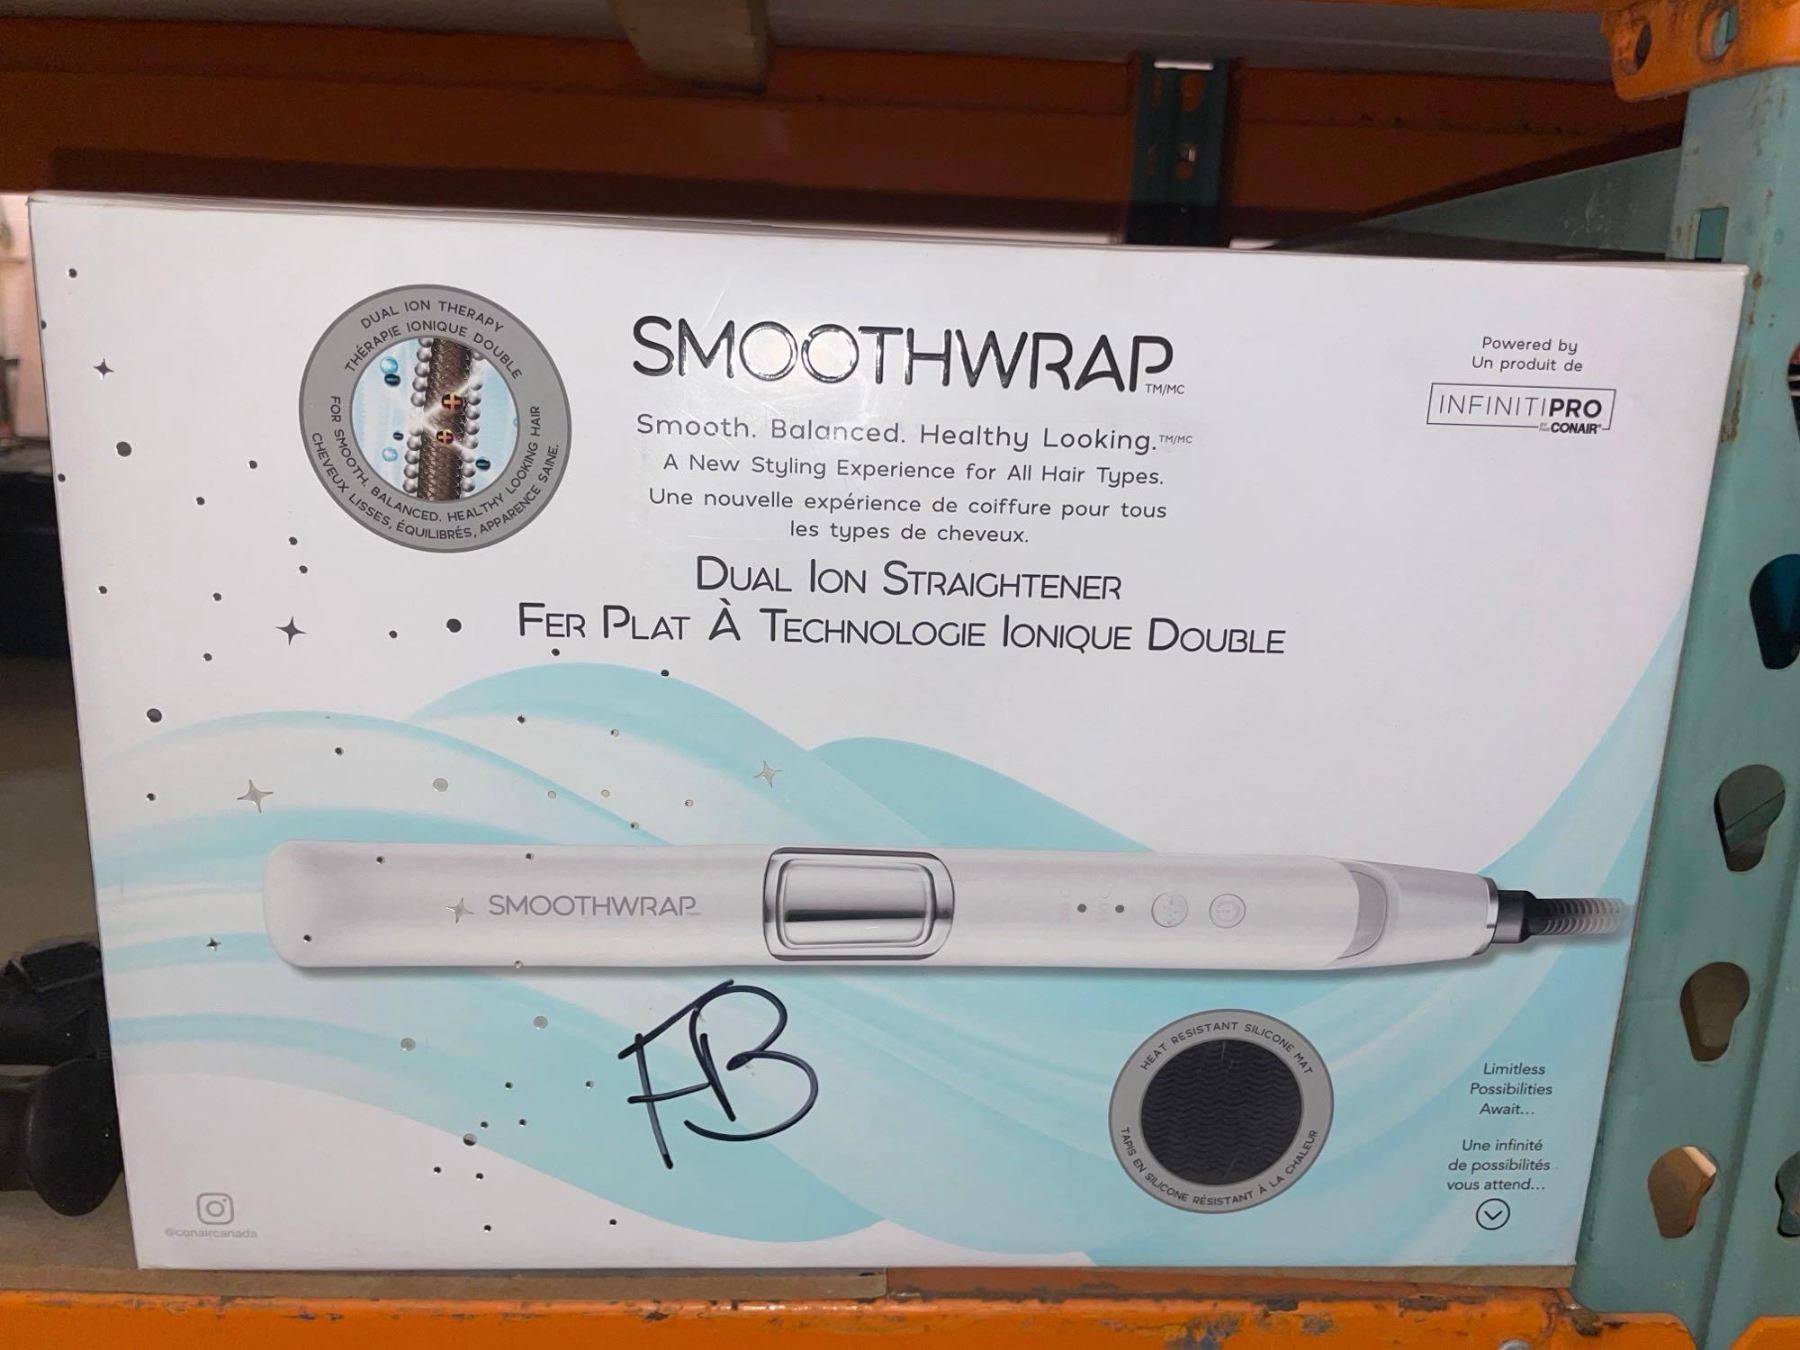 DUAL ION THERAPY
THÉRAPIE IONIQUE DOUBLE
FOR SMOOTH. BALANCED. HEALTHY LOOKING HAIR
CHEVEUX LISSES, ÉQUILIBRÉS, APPARENCE SAINE.
SMOOTHWRAP TM/MC
Smooth. Balanced. Healthy Looking. TM/MC
A New Styling Experience for All Hair Types.
Une nouvelle expérience de coiffure pour tous
les types de cheveux.
DUAL ION STRAIGHTENER
FER PLAT À TECHNOLOGIE IONIQUE DOUBLE
Powered by
Un produit de
INFINITIPRO
BY PAR CONAIR
SMOOTHWRAP
FB
HEAT RESISTANT SILICONE MAT
TAPIS EN SILICONE RÉSISTANT À LA CHALEUR
Limitless
Possibilities
Await...
Une infinité
de possibilités
vous attend...
@conaircanada